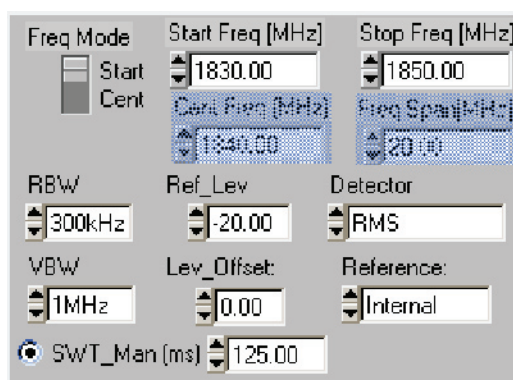 Freq Mode Start Freq [MHz] Stop Freq [MHz]
Start 1830.00 1850.00
Cent Cent Freq [MHz] Freq Span[MHz]
1840.00 20.00
RBW Ref_Lev Detector
300kHz -20.00 RMS
VBW Lev_Offset: Reference:
1MHz 0.00 Internal
SWT_Man (ms) 125.00